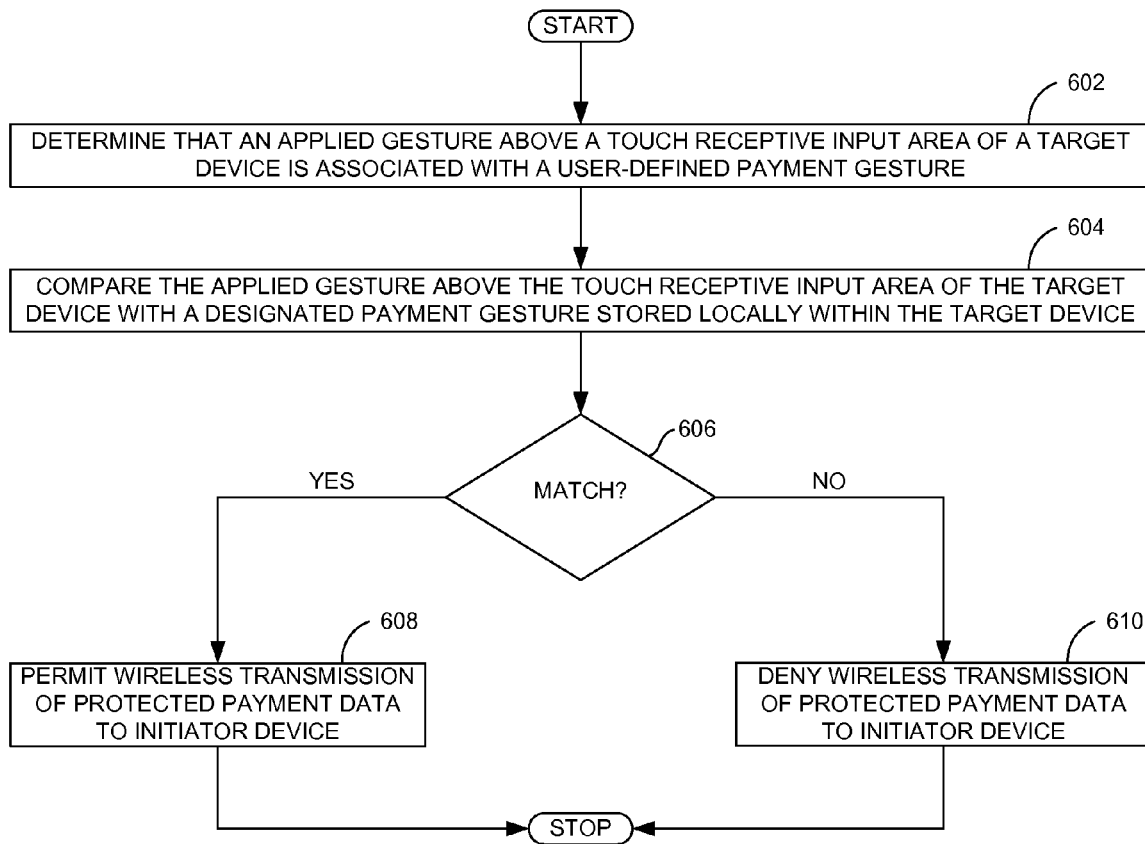 START
602
DETERMINE THAT AN APPLIED GESTURE ABOVE A TOUCH RECEPTIVE INPUT AREA OF A TARGET
DEVICE IS ASSOCIATED WITH A USER-DEFINED PAYMENT GESTURE
604
COMPARE THE APPLIED GESTURE ABOVE THE TOUCH RECEPTIVE INPUT AREA OF THE TARGET
DEVICE WITH A DESIGNATED PAYMENT GESTURE STORED LOCALLY WITHIN THE TARGET DEVICE
606
YES
MATCH?
NO
608
PERMIT WIRELESS TRANSMISSION
OF PROTECTED PAYMENT DATA
TO INITIATOR DEVICE
610
DENY WIRELESS TRANSMISSION
OF PROTECTED PAYMENT DATA
TO INITIATOR DEVICE
STOP